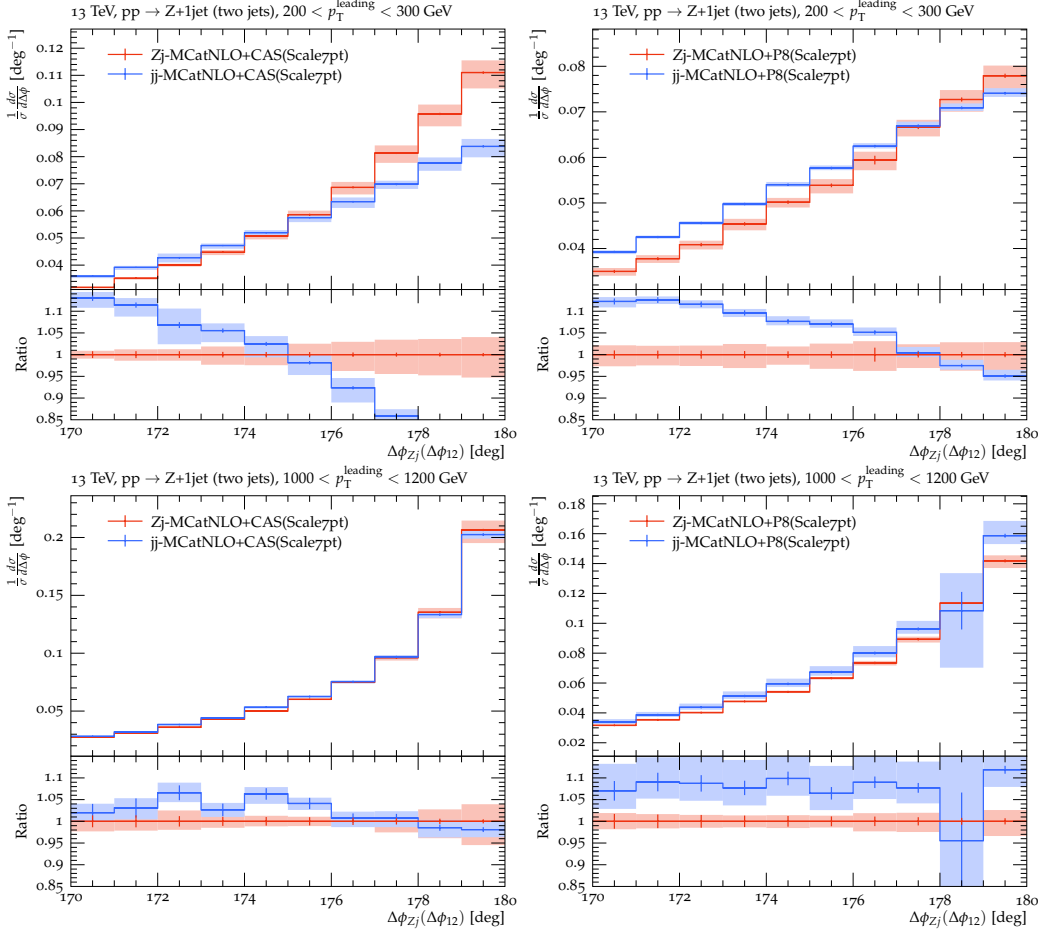 13 TeV, pp → Z+1jet (two jets), 200 < p_T^leading < 300 GeV
1/σ dσ/dΔϕ [deg⁻¹]
Zj-MCatNLO+CAS(Scale7pt)
jj-MCatNLO+CAS(Scale7pt)
0.12
0.11
0.1
0.09
0.08
0.07
0.06
0.05
0.04
Ratio
1.1
1.05
1
0.95
0.9
0.85
170 172 174 176 178 180
Δϕ_Zj(Δϕ_12) [deg]
13 TeV, pp → Z+1jet (two jets), 200 < p_T^leading < 300 GeV
1/σ dσ/dΔϕ [deg⁻¹]
Zj-MCatNLO+P8(Scale7pt)
jj-MCatNLO+P8(Scale7pt)
0.08
0.07
0.06
0.05
0.04
Ratio
1.1
1.05
1
0.95
0.9
0.85
170 172 174 176 178 180
Δϕ_Zj(Δϕ_12) [deg]
13 TeV, pp → Z+1jet (two jets), 1000 < p_T^leading < 1200 GeV
1/σ dσ/dΔϕ [deg⁻¹]
Zj-MCatNLO+CAS(Scale7pt)
jj-MCatNLO+CAS(Scale7pt)
0.2
0.15
0.1
0.05
Ratio
1.1
1.05
1
0.95
0.9
0.85
170 172 174 176 178 180
Δϕ_Zj(Δϕ_12) [deg]
13 TeV, pp → Z+1jet (two jets), 1000 < p_T^leading < 1200 GeV
1/σ dσ/dΔϕ [deg⁻¹]
Zj-MCatNLO+P8(Scale7pt)
jj-MCatNLO+P8(Scale7pt)
0.16
0.14
0.12
0.1
0.08
0.06
0.04
0.02
Ratio
1.1
1.05
1
0.95
0.9
0.85
170 172 174 176 178 180
Δϕ_Zj(Δϕ_12) [deg]